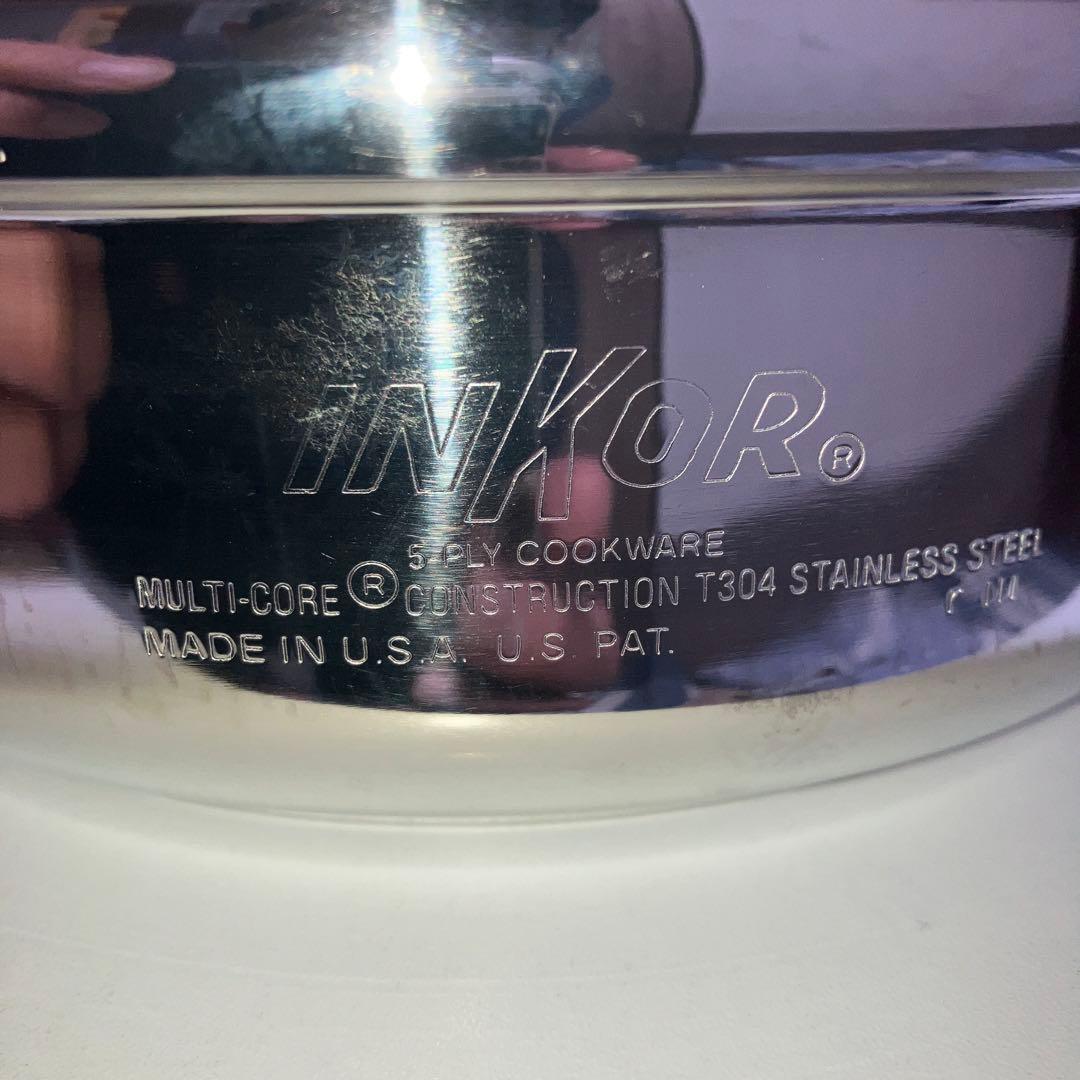 INKOR®
5-PLY COOKWARE
MULTI-CORE® CONSTRUCTION T304 STAINLESS STEEL
MADE IN U.S.A. U.S. PAT.